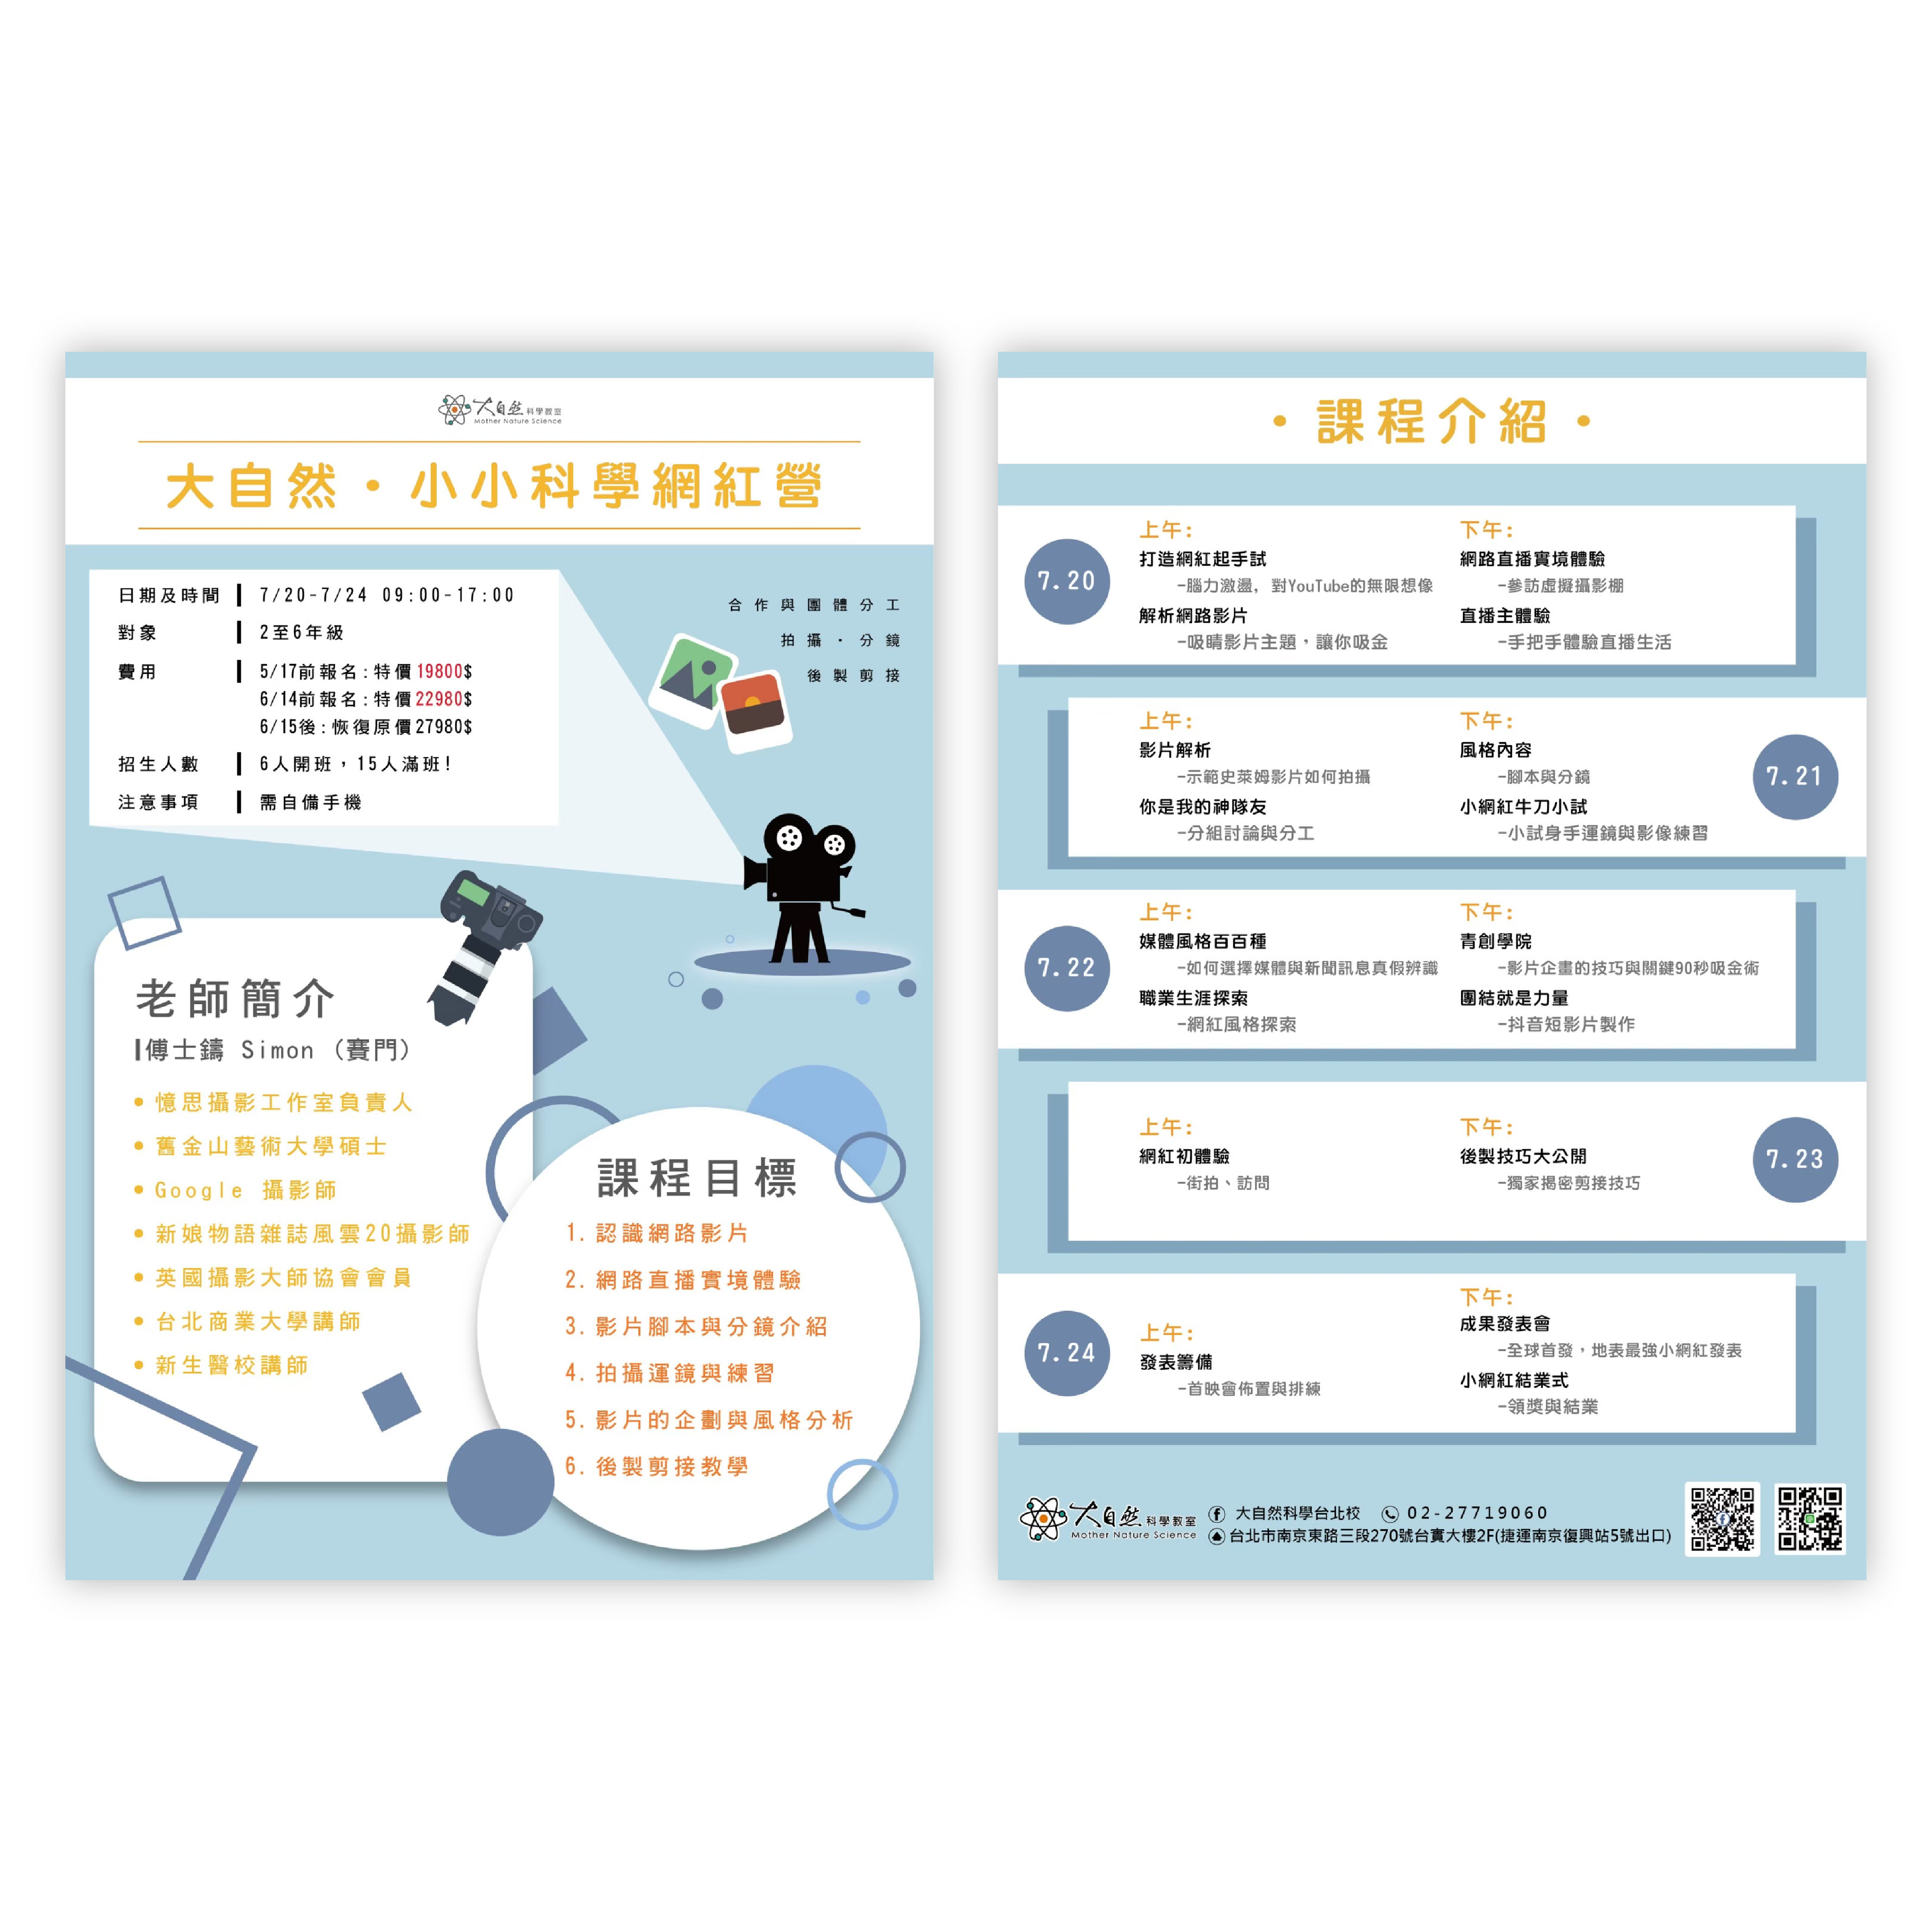 大自然 科學教室
Mother Nature Science
大自然・小小科學網紅營
日期及時間 7/20-7/24 09:00-17:00
對象 2至6年級
費用 5/17前報名:特價19800$
6/14前報名:特價22980$
6/15後:恢復原價27980$
招生人數 6人開班，15人滿班!
注意事項 需自備手機
合作與團體分工
拍攝・分鏡
後製剪接
老師簡介
傅士鑄 Simon (賽門)
• 憶思攝影工作室負責人
• 舊金山藝術大學碩士
• Google 攝影師
• 新娘物語雜誌風雲20攝影師
• 英國攝影大師協會會員
• 台北商業大學講師
• 新生醫校講師
課程目標
1. 認識網路影片
2. 網路直播實境體驗
3. 影片腳本與分鏡介紹
4. 拍攝運鏡與練習
5. 影片的企劃與風格分析
6. 後製剪接教學
・課程介紹・
7.20
上午:
打造網紅起手試
-腦力激盪，對YouTube的無限想像
解析網路影片
-吸睛影片主題，讓你吸金
下午:
網路直播實境體驗
-參訪虛擬攝影棚
直播主體驗
-手把手體驗直播生活
7.21
上午:
影片解析
-示範史萊姆影片如何拍攝
你是我的神隊友
-分組討論與分工
下午:
風格內容
-腳本與分鏡
小網紅牛刀小試
-小試身手運鏡與影像練習
7.22
上午:
媒體風格百百種
-如何選擇媒體與新聞訊息真假辨識
職業生涯探索
-網紅風格探索
下午:
青創學院
-影片企畫的技巧與關鍵90秒吸金術
團結就是力量
-抖音短影片製作
7.23
上午:
網紅初體驗
-街拍、訪問
下午:
後製技巧大公開
-獨家揭密剪接技巧
7.24
上午:
發表籌備
-首映會佈置與排練
下午:
成果發表會
-全球首發，地表最強小網紅發表
小網紅結業式
-領獎與結業
大自然 科學教室
Mother Nature Science
大自然科學台北校 02-27719060
台北市南京東路三段270號台實大樓2F(捷運南京復興站5號出口)